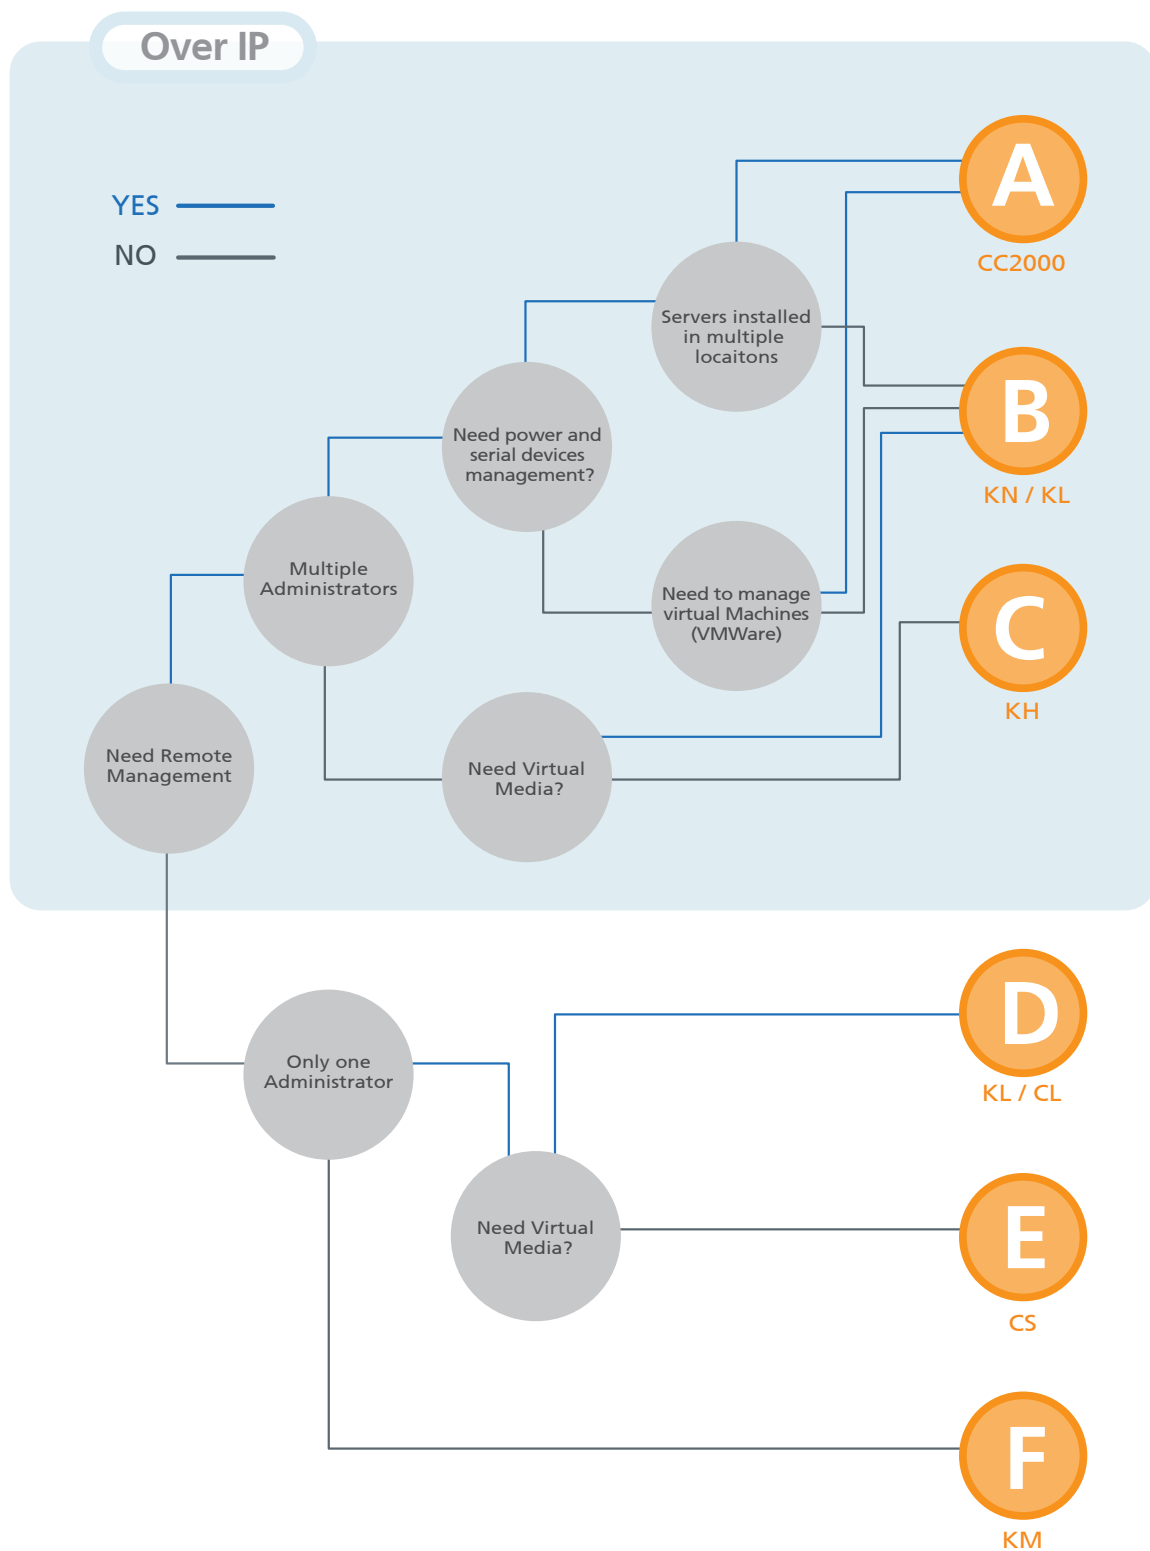 Over IP
YES
NO
A
CC2000
Servers installed
in multiple
locaitons
B
KN / KL
Need power and
serial devices
management?
Multiple
Administrators
Need to manage
virtual Machines
(VMWare)
C
KH
Need Remote
Management
Need Virtual
Media?
D
KL / CL
Only one
Administrator
Need Virtual
Media?
E
CS
F
KM